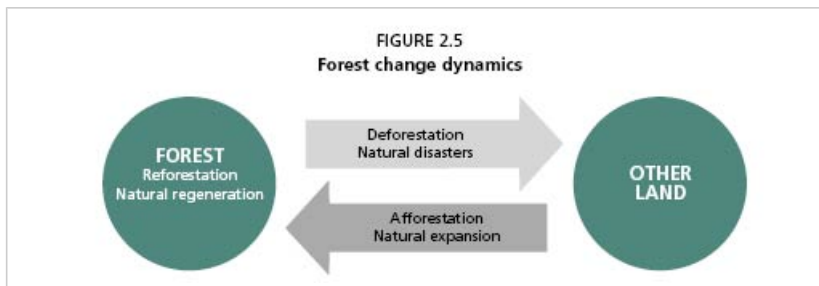 FIGURE 2.5
Forest change dynamics
FOREST
Reforestation
Natural regeneration
Deforestation
Natural disasters
Afforestation
Natural expansion
OTHER
LAND